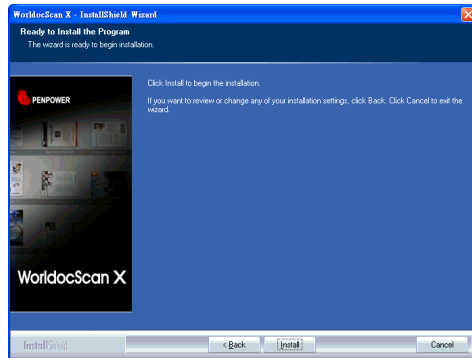 WorldocScan X - InstallShield Wizard
Ready to Install the Program
The wizard is ready to begin installation.
Click Install to begin the installation.
If you want to review or change any of your installation settings, click Back. Click Cancel to exit the
wizard.
PENPOWER
WorldocScan X
InstallShield
< Back
Install
Cancel